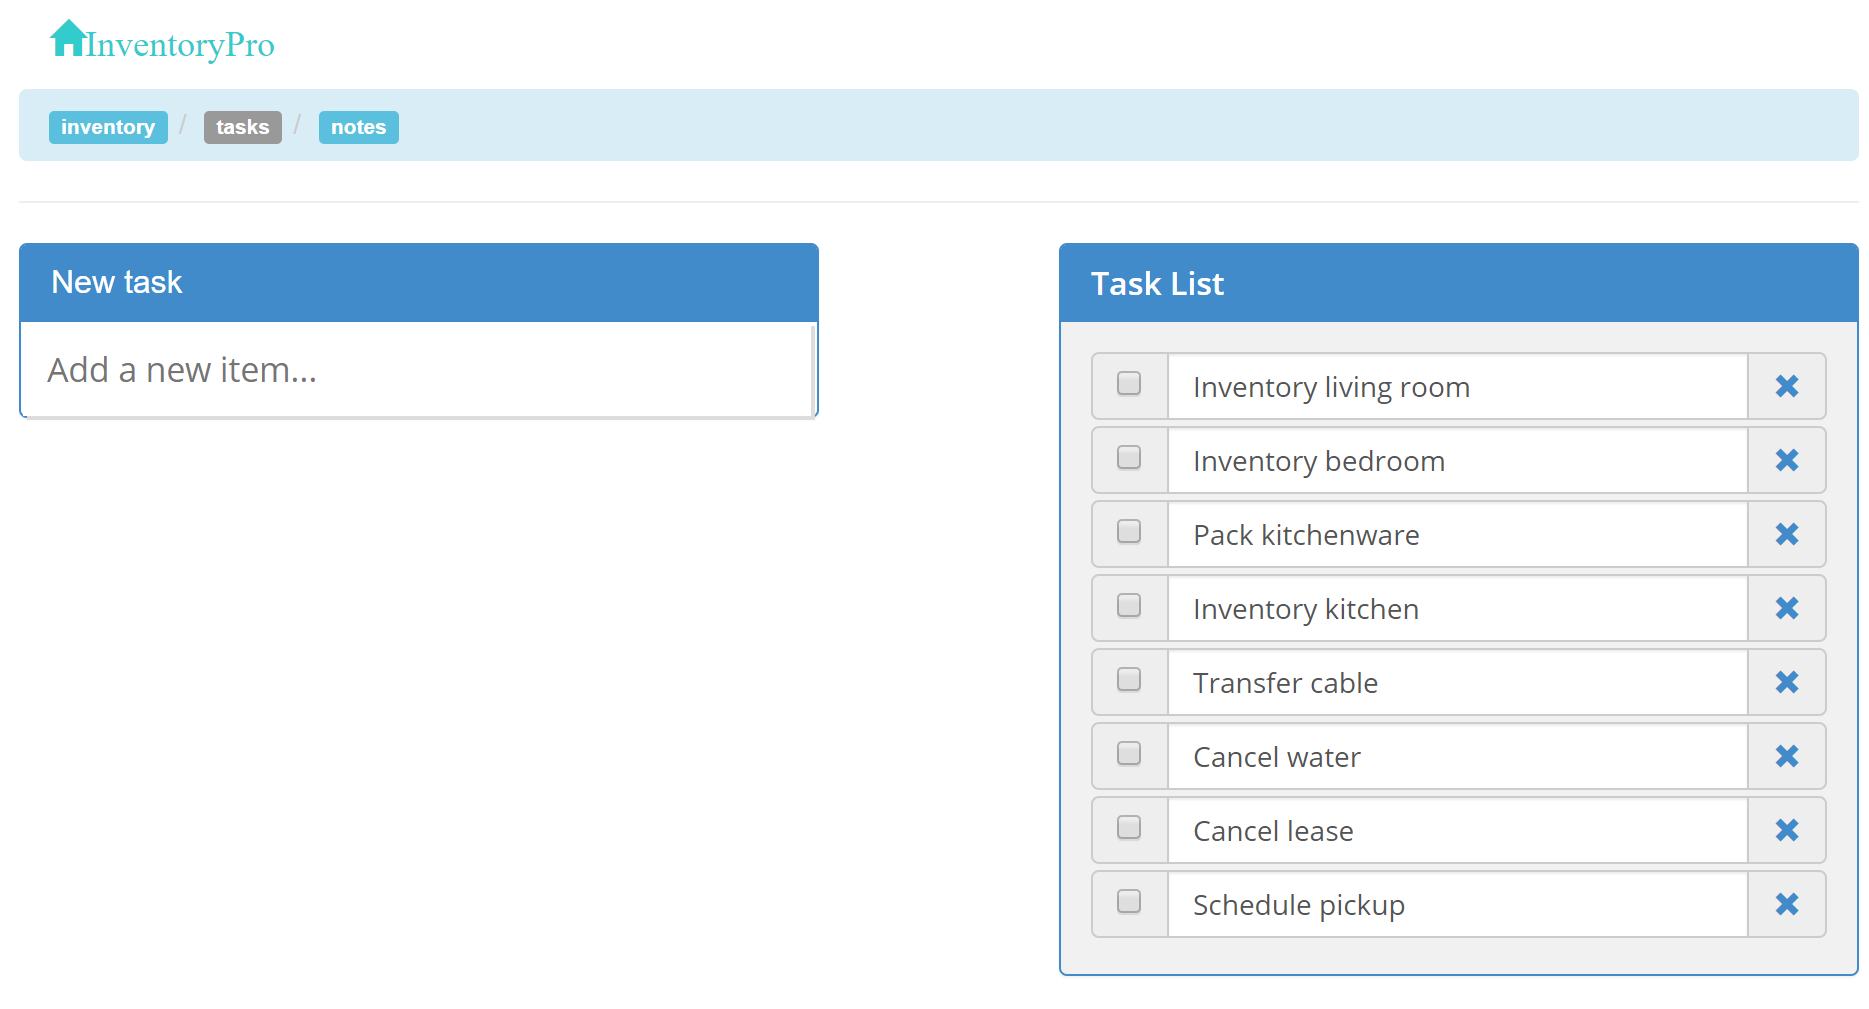 InventoryPro
inventory / tasks / notes
New task
Add a new item...
Task List
Inventory living room
Inventory bedroom
Pack kitchenware
Inventory kitchen
Transfer cable
Cancel water
Cancel lease
Schedule pickup